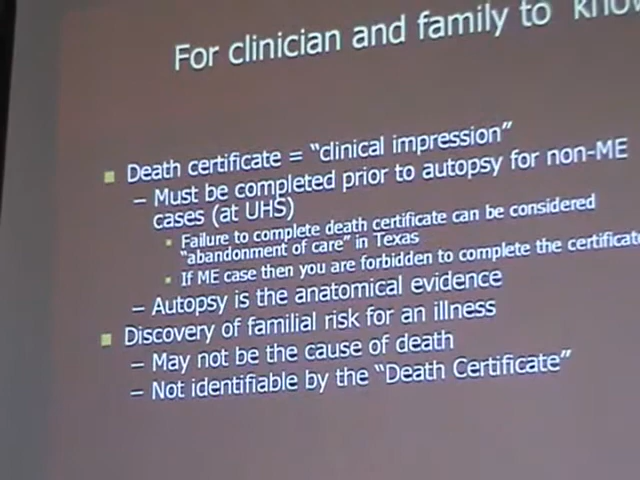 For clinician and family to know
■ Death certificate = “clinical impression”
– Must be completed prior to autopsy for non-ME
cases (at UHS)
▪ Failure to complete death certificate can be considered
“abandonment of care” in Texas
▪ If ME case then you are forbidden to complete the certificate
– Autopsy is the anatomical evidence
■ Discovery of familial risk for an illness
– May not be the cause of death
– Not identifiable by the “Death Certificate”